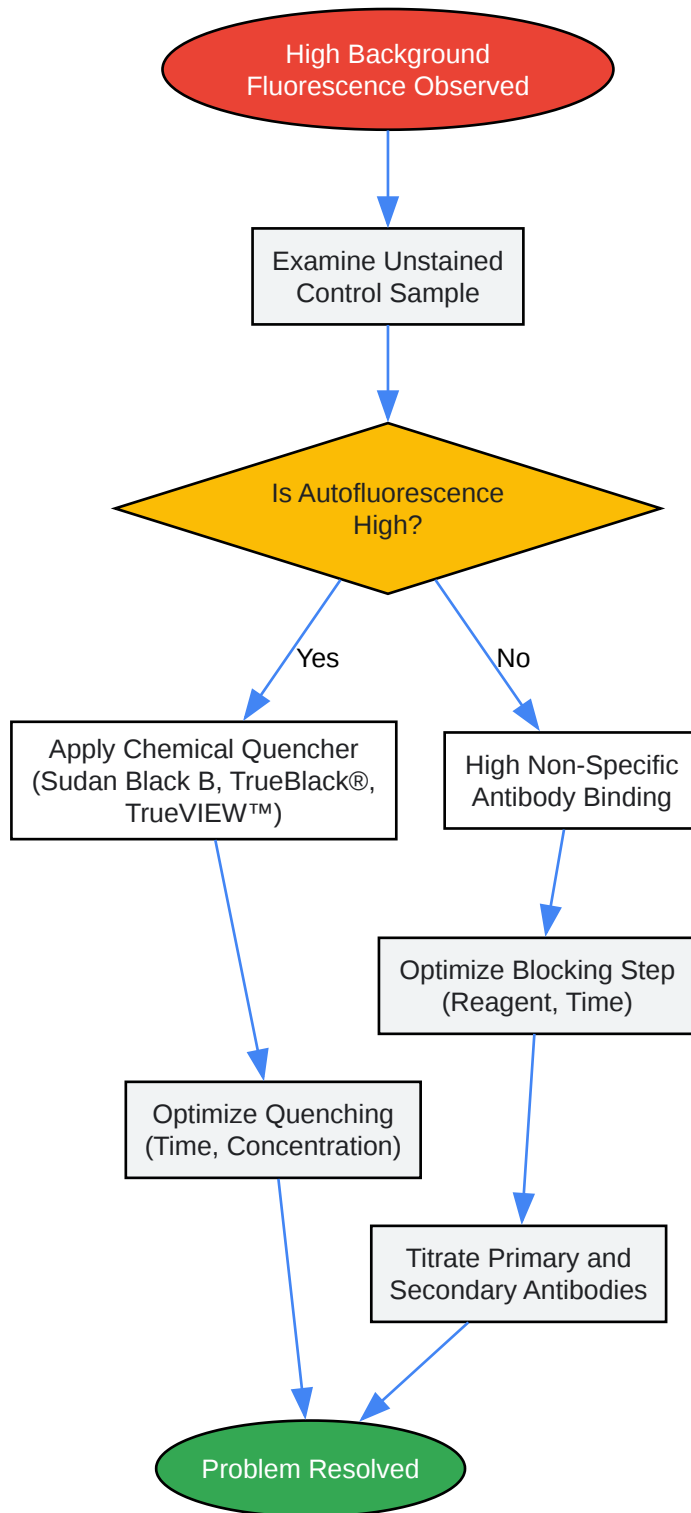 High Background
Fluorescence Observed
Examine Unstained
Control Sample
Is Autofluorescence
High?
Yes
No
Apply Chemical Quencher
(Sudan Black B, TrueBlack®,
TrueVIEW™)
High Non-Specific
Antibody Binding
Optimize Blocking Step
(Reagent, Time)
Optimize Quenching
(Time, Concentration)
Titrate Primary and
Secondary Antibodies
Problem Resolved